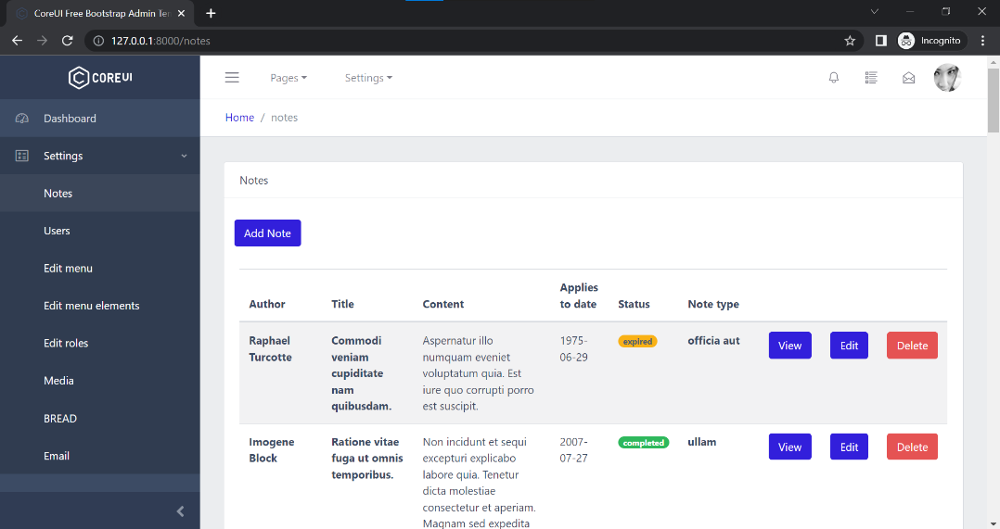 CoreUI Free Bootstrap Admin Tem
127.0.0.1:8000/notes
Incognito
COREUI
Pages
Settings
Dashboard
Home / notes
Settings
Notes
Notes
Users
Add Note
Edit menu
Edit menu elements
Edit roles
Media
BREAD
Email
Author Title Content Applies to date Status Note type
Raphael Turcotte
Commodi
veniam
cupiditate
nam
quibusdam.
Aspernatur illo
numquam eveniet
voluptatum quia. Est
iure quo corrupti porro
est suscipit.
1975-
06-29
expired
officia aut
View Edit Delete
Imogene
Block
Ratione vitae
fuga ut omnis
temporibus.
Non incidunt et sequi
excepturi explicabo
labore quia. Tenetur
dicta molestiae
consectetur et aperiam.
Magnam sed expedita
2007-
07-27
completed
ullam
View Edit Delete